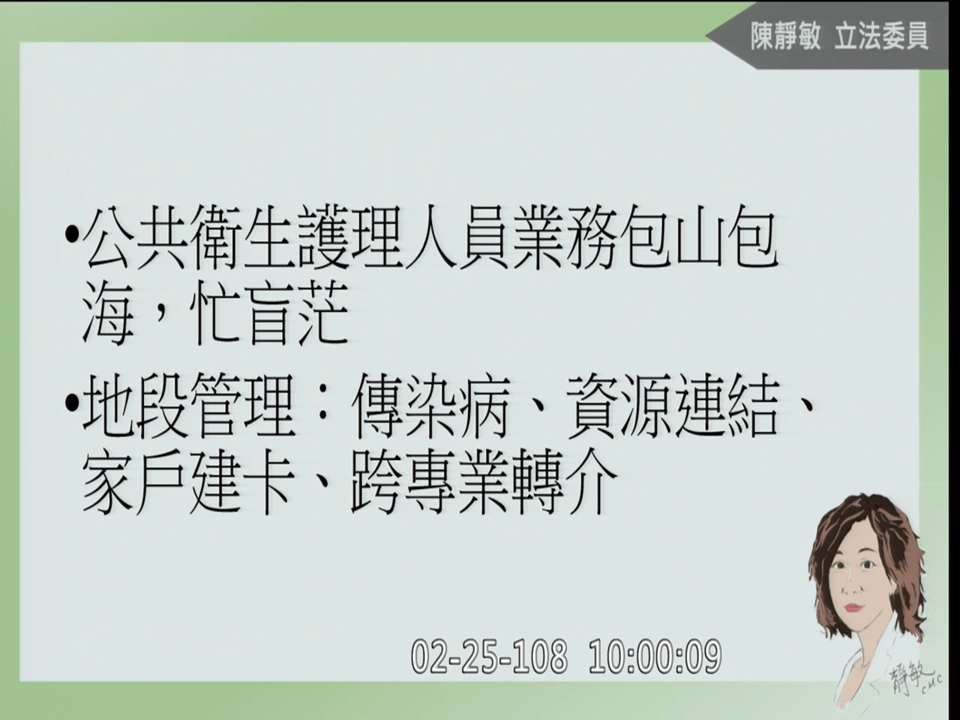 陳靜敏 立法委員
•公共衛生護理人員業務包山包
海，忙盲茫
•地段管理：傳染病、資源連結、
家戶建卡、跨專業轉介
02-25-108 10:00:09
靜敏
CMC